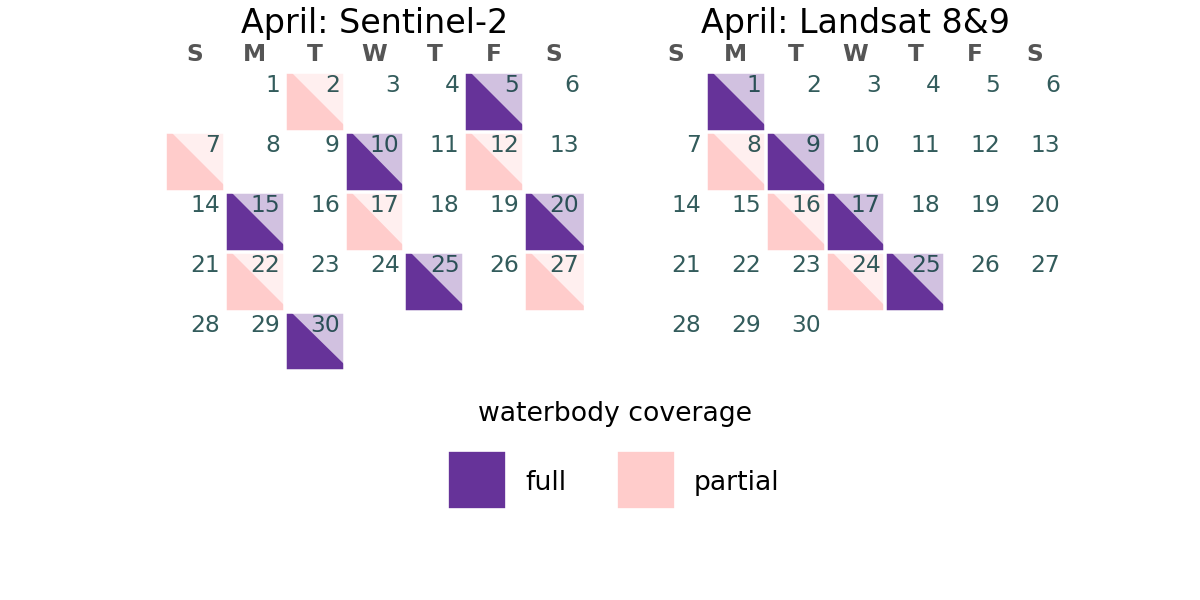 April: Sentinel-2
S M T W T F S
1 2 3 4 5 6
7 8 9 10 11 12 13
14 15 16 17 18 19 20
21 22 23 24 25 26 27
28 29 30
April: Landsat 8&9
S M T W T F S
1 2 3 4 5 6
7 8 9 10 11 12 13
14 15 16 17 18 19 20
21 22 23 24 25 26 27
28 29 30
waterbody coverage
full partial